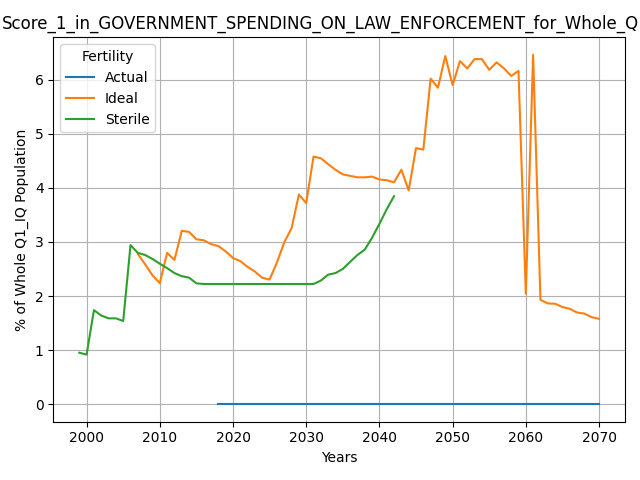 Score_1_in_GOVERNMENT_SPENDING_ON_LAW_ENFORCEMENT_for_Whole_Q
Fertility
Actual
Ideal
Sterile
% of Whole Q1_IQ Population
6
5
4
3
2
1
0
2000 2010 2020 2030 2040 2050 2060 2070
Years